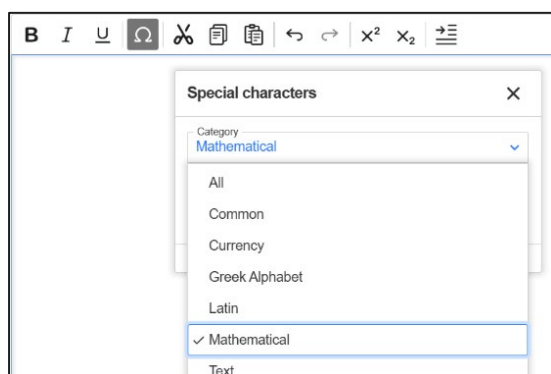 B I U Ω X² X₂
Special characters
Category
Mathematical
All
Common
Currency
Greek Alphabet
Latin
✓ Mathematical
Text